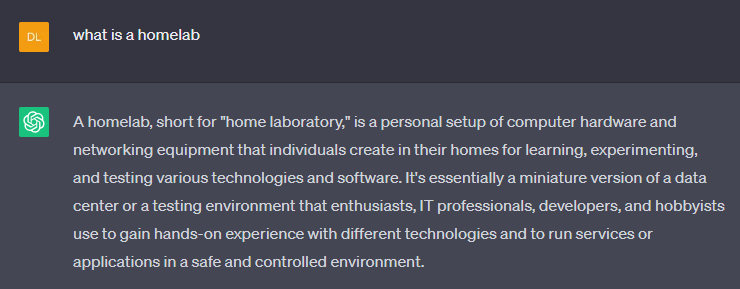 DL
what is a homelab
A homelab, short for "home laboratory," is a personal setup of computer hardware and
networking equipment that individuals create in their homes for learning, experimenting,
and testing various technologies and software. It's essentially a miniature version of a data
center or a testing environment that enthusiasts, IT professionals, developers, and hobbyists
use to gain hands-on experience with different technologies and to run services or
applications in a safe and controlled environment.